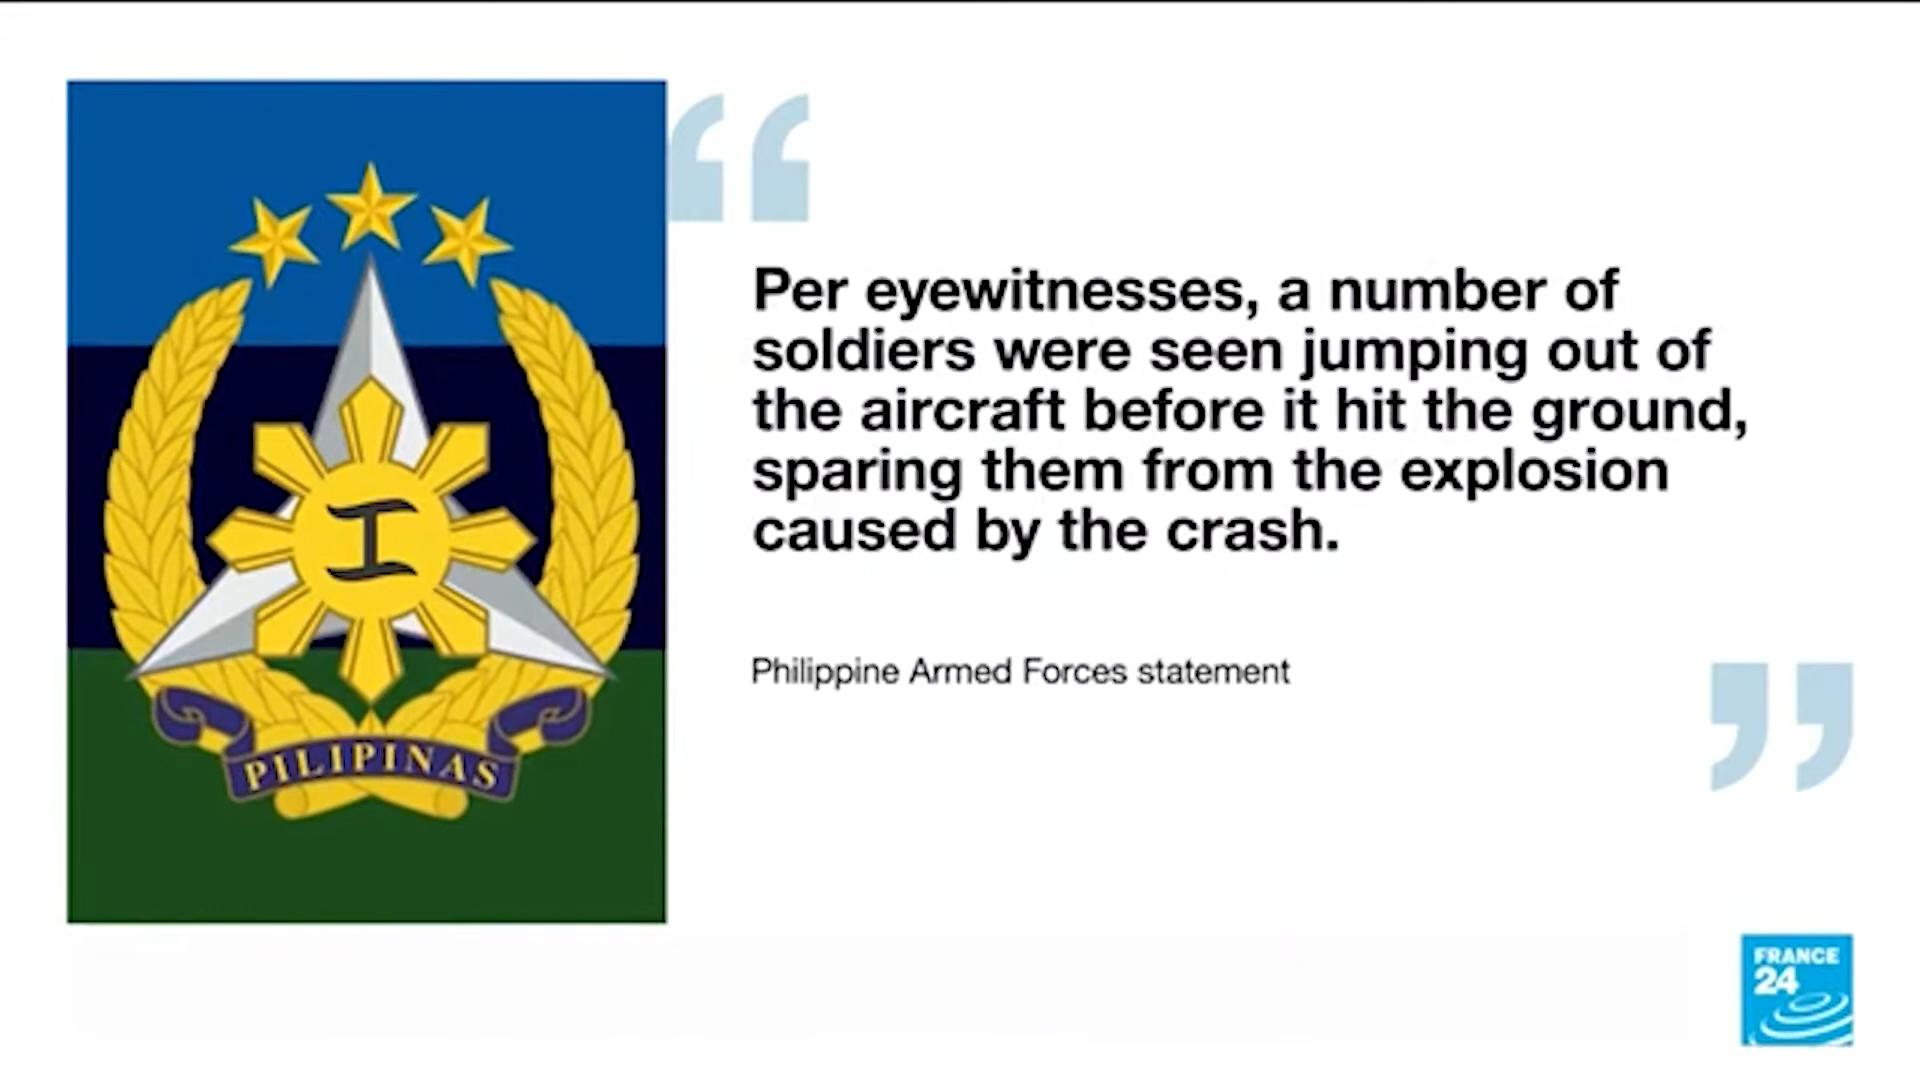 Per eyewitnesses, a number of
soldiers were seen jumping out of
the aircraft before it hit the ground,
sparing them from the explosion
caused by the crash.
Philippine Armed Forces statement
PILIPINAS
FRANCE
24